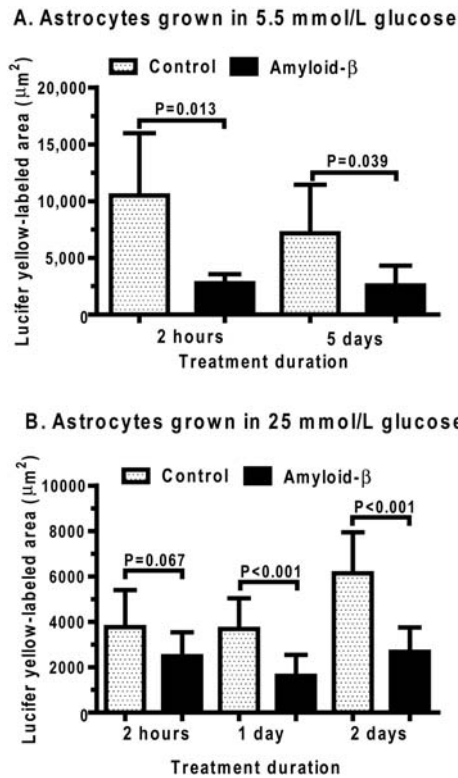 A. Astrocytes grown in 5.5 mmol/L glucose
Control Amyloid-β
Lucifer yellow-labeled area (μm²)
20,000
15,000
10,000
5,000
0
P=0.013
P=0.039
2 hours 5 days
Treatment duration
B. Astrocytes grown in 25 mmol/L glucose
Control Amyloid-β
Lucifer yellow-labeled area (μm²)
10000
8000
6000
4000
2000
0
P=0.067
P<0.001
P<0.001
2 hours 1 day 2 days
Treatment duration